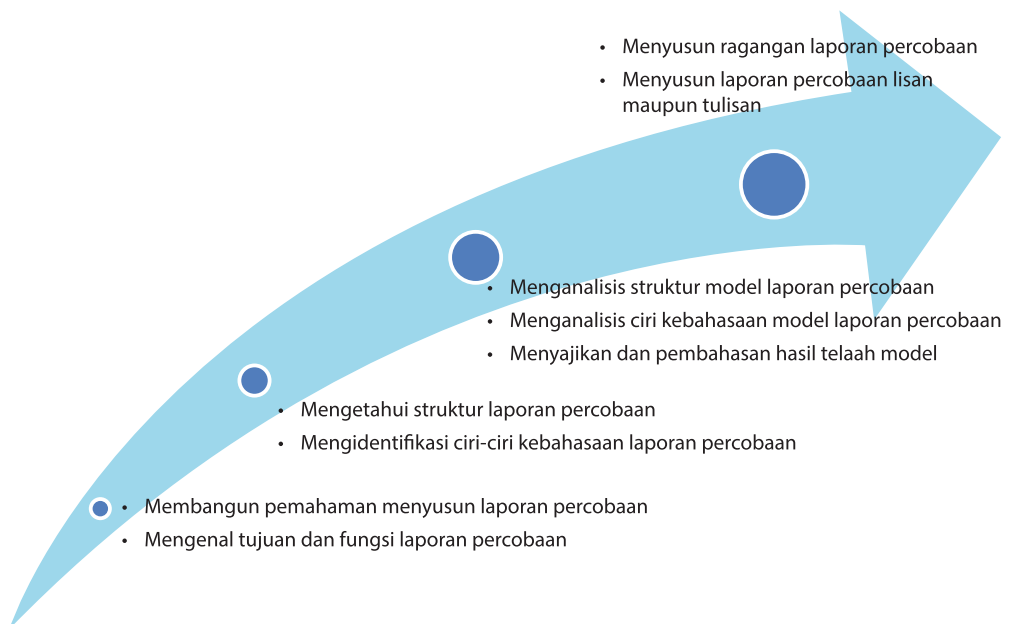 • Menyusun ragangan laporan percobaan
• Menyusun laporan percobaan lisan
maupun tulisan
• Menganalisis struktur model laporan percobaan
• Menganalisis ciri kebahasaan model laporan percobaan
• Menyajikan dan pembahasan hasil telaah model
• Mengetahui struktur laporan percobaan
• Mengidentifikasi ciri-ciri kebahasaan laporan percobaan
• Membangun pemahaman menyusun laporan percobaan
• Mengenal tujuan dan fungsi laporan percobaan